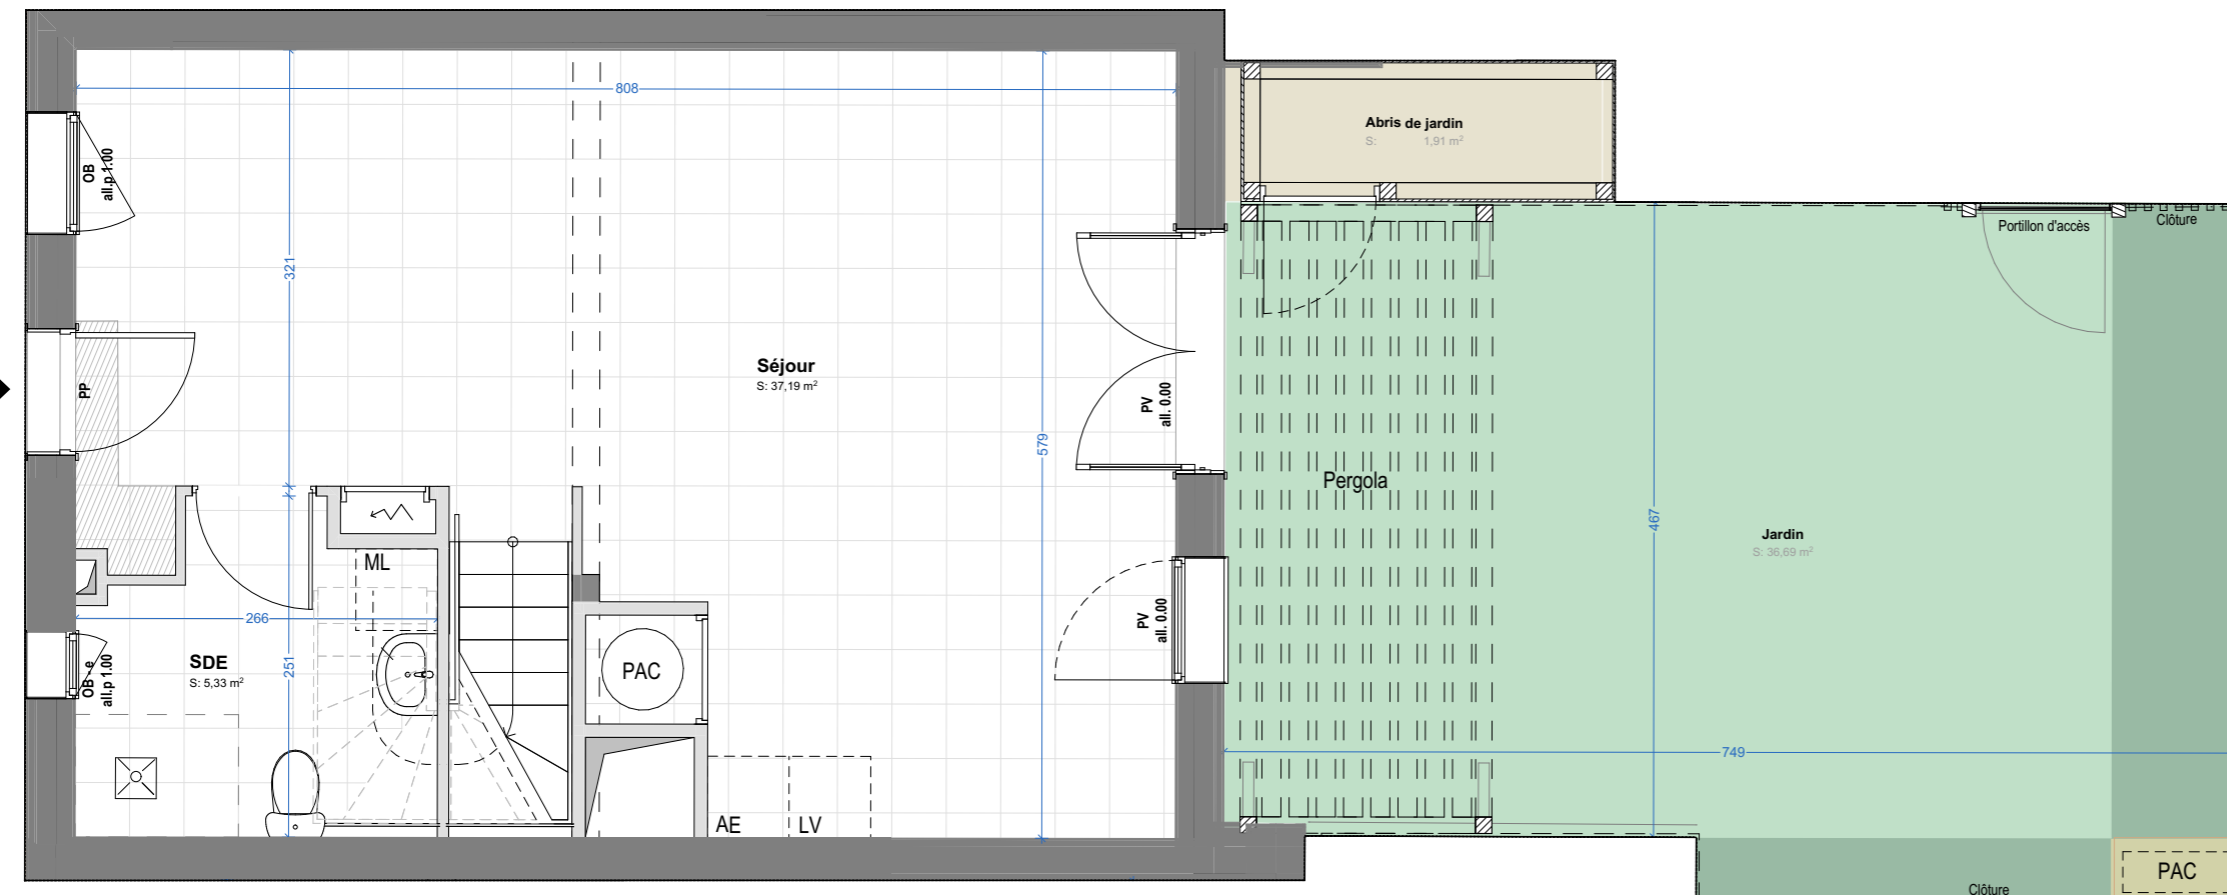 808
Abris de jardin
S: 1,91 m²
OB
all.p 1.00
Portillon d'accès
Clôture
321
Séjour
S: 37,19 m²
PP
PV
all. 0.00
579
Pergola
467
Jardin
S: 36,69 m²
ML
266
PV
all. 0.00
SDE
S: 5,33 m²
OB - e
all.p 1.00
251
PAC
749
AE
LV
PAC
Clôture